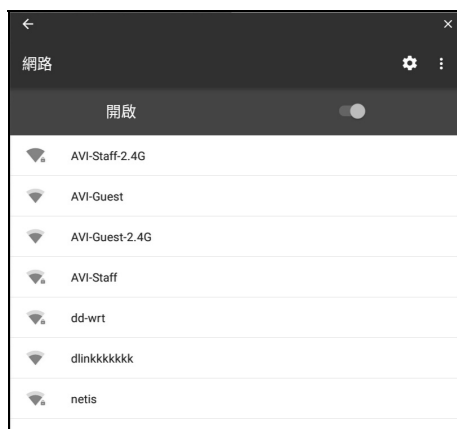 網路
開啟
AVI-Staff-2.4G
AVI-Guest
AVI-Guest-2.4G
AVI-Staff
dd-wrt
dlinkkkkkkk
netis